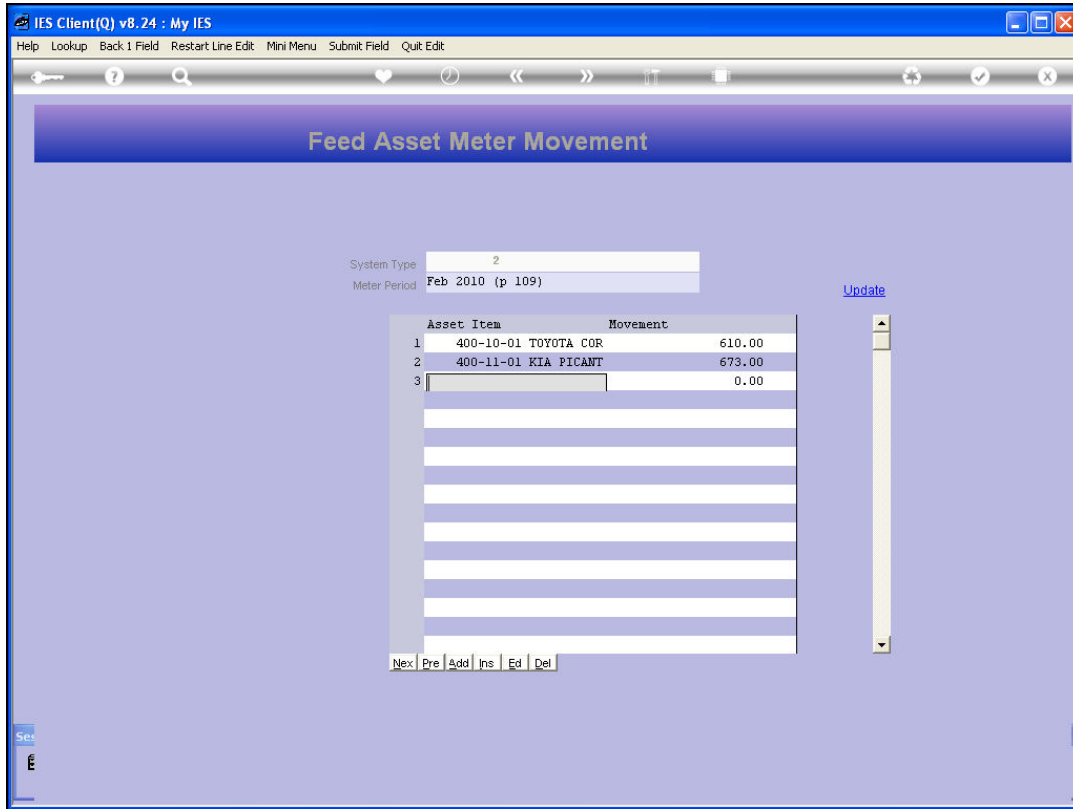 IES Client(Q) v8.24 : My IES
Help Lookup Back 1 Field Restart Line Edit Mini Menu Submit Field Quit Edit
Feed Asset Meter Movement
System Type 2
Meter Period Feb 2010 (p 109)
Update
Asset Item Movement
1 400-10-01 TOYOTA COR 610.00
2 400-11-01 KIA PICANT 673.00
3 0.00
Nex Pre Add Ins Ed Del